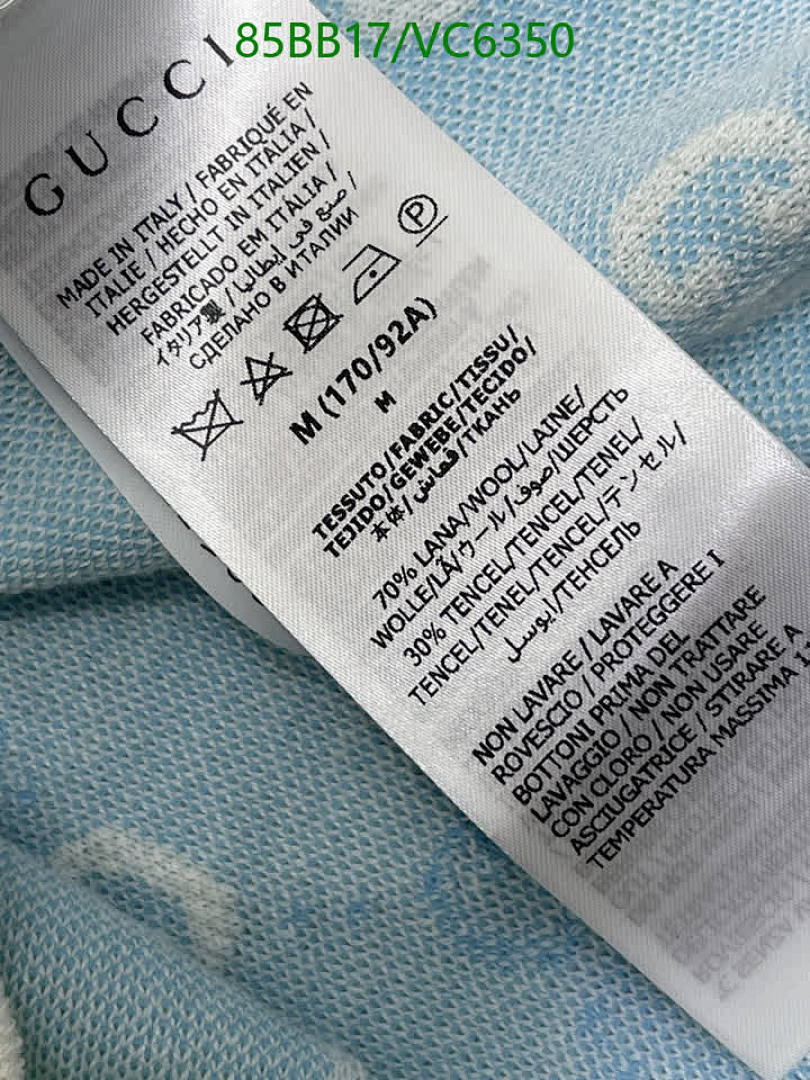 85BB17/VC6350
GUCCI
MADE IN ITALY / FABRIQUÉ EN
ITALIE / HECHO EN ITALIA /
HERGESTELLT IN ITALIEN /
FABRICADO EM ITÁLIA /
イタリア製 / صنع في إيطاليا /
СДЕЛАНО В ИТАЛИИ
P
M (170/92A)
M
TESSUTO/FABRIC/TISSU/
TEJIDO/GEWEBE/TECIDO/
本体/قماش/ТКАНЬ
70% LANA/WOOL/LAINE/
WOLLE/LÃ/ウール/صوف/ШЕРСТЬ
30% TENCEL/TENCEL/TENEL/
TENCEL/TENEL/TENCEL/テンセル/
ايوسل/ТЕНСЕЛЬ
NON LAVARE / LAVARE A
ROVESCIO / PROTEGGERE I
BOTTONI PRIMA DEL
LAVAGGIO / NON TRATTARE
CON CLORO / NON USARE
ASCIUGATRICE / STIRARE A
TEMPERATURA MASSIMA